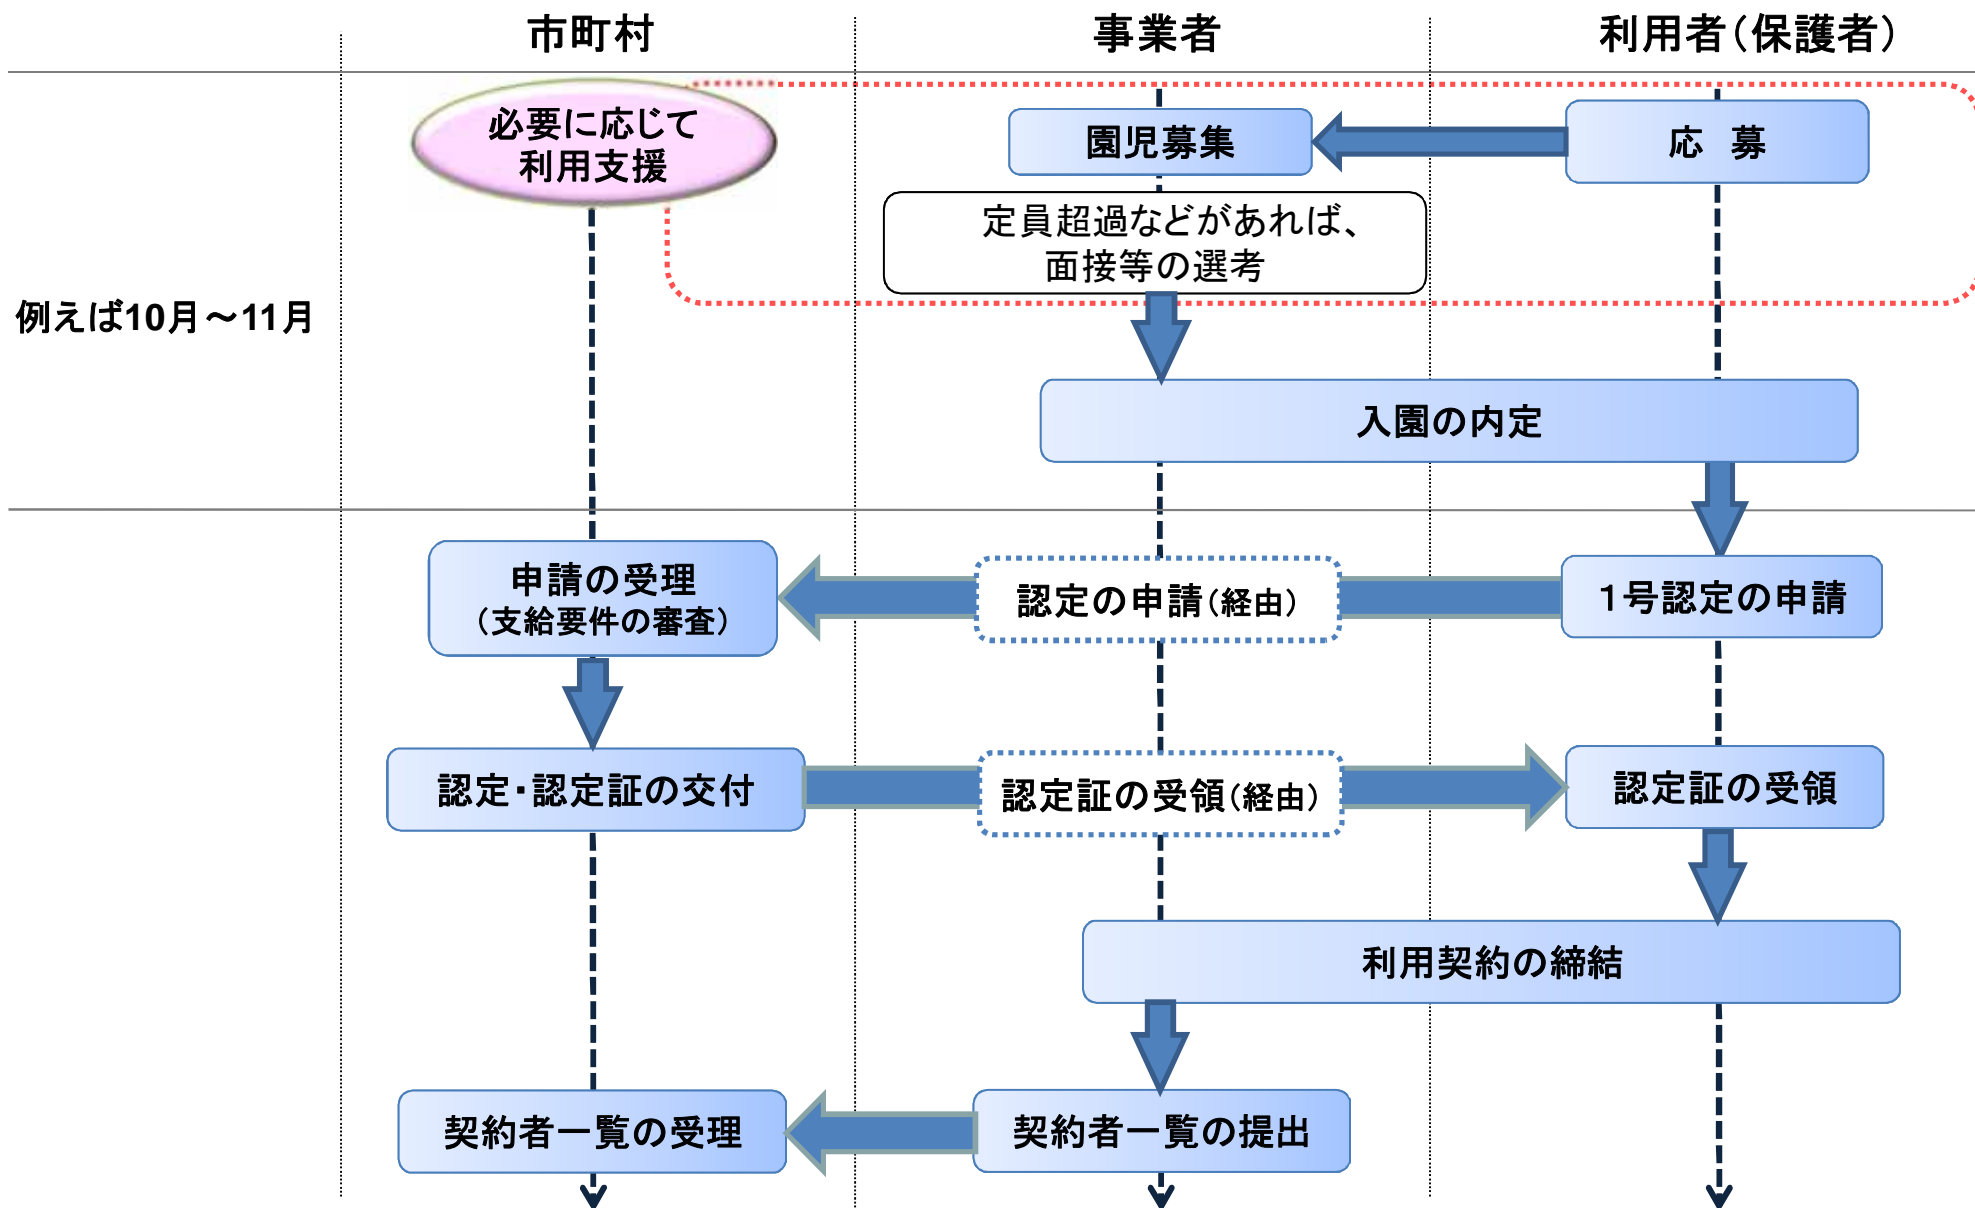 市町村
事業者
利用者（保護者）
必要に応じて
利用支援
園児募集
応　募
定員超過などがあれば、
面接等の選考
例えば10月～11月
入園の内定
申請の受理
（支給要件の審査）
認定の申請（経由）
１号認定の申請
認定・認定証の交付
認定証の受領（経由）
認定証の受領
利用契約の締結
契約者一覧の受理
契約者一覧の提出